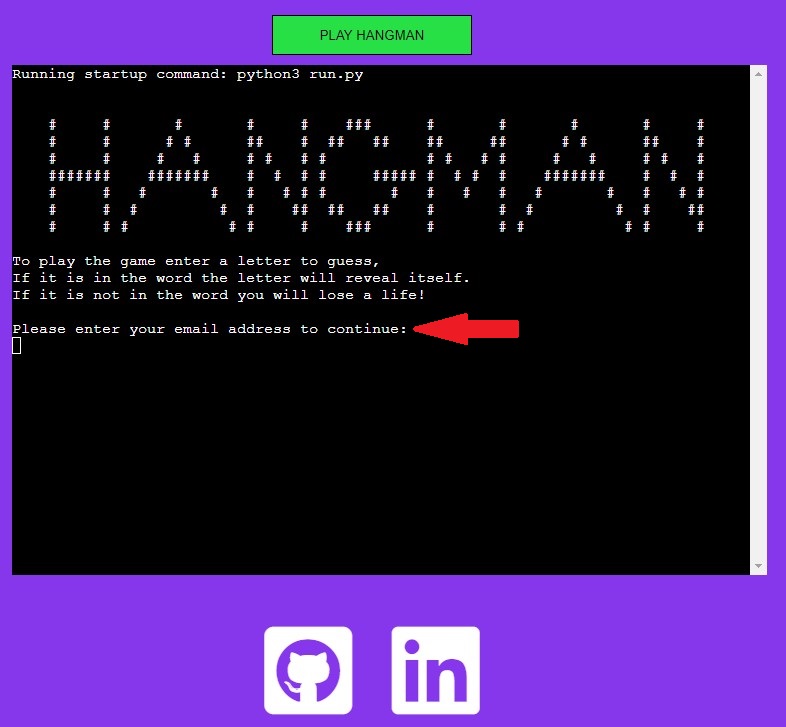 PLAY HANGMAN
Running startup command: python3 run.py
HANGMAN
To play the game enter a letter to guess,
If it is in the word the letter will reveal itself.
If it is not in the word you will lose a life!
Please enter your email address to continue:
in